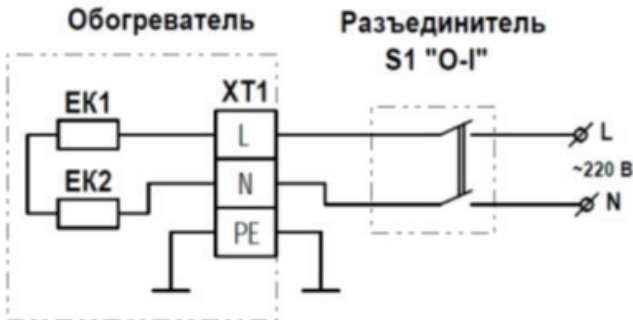 Обогреватель
Разъединитель
S1 "O-I"
XT1
EK1
L
L
~220 В
EK2
N
N
PE